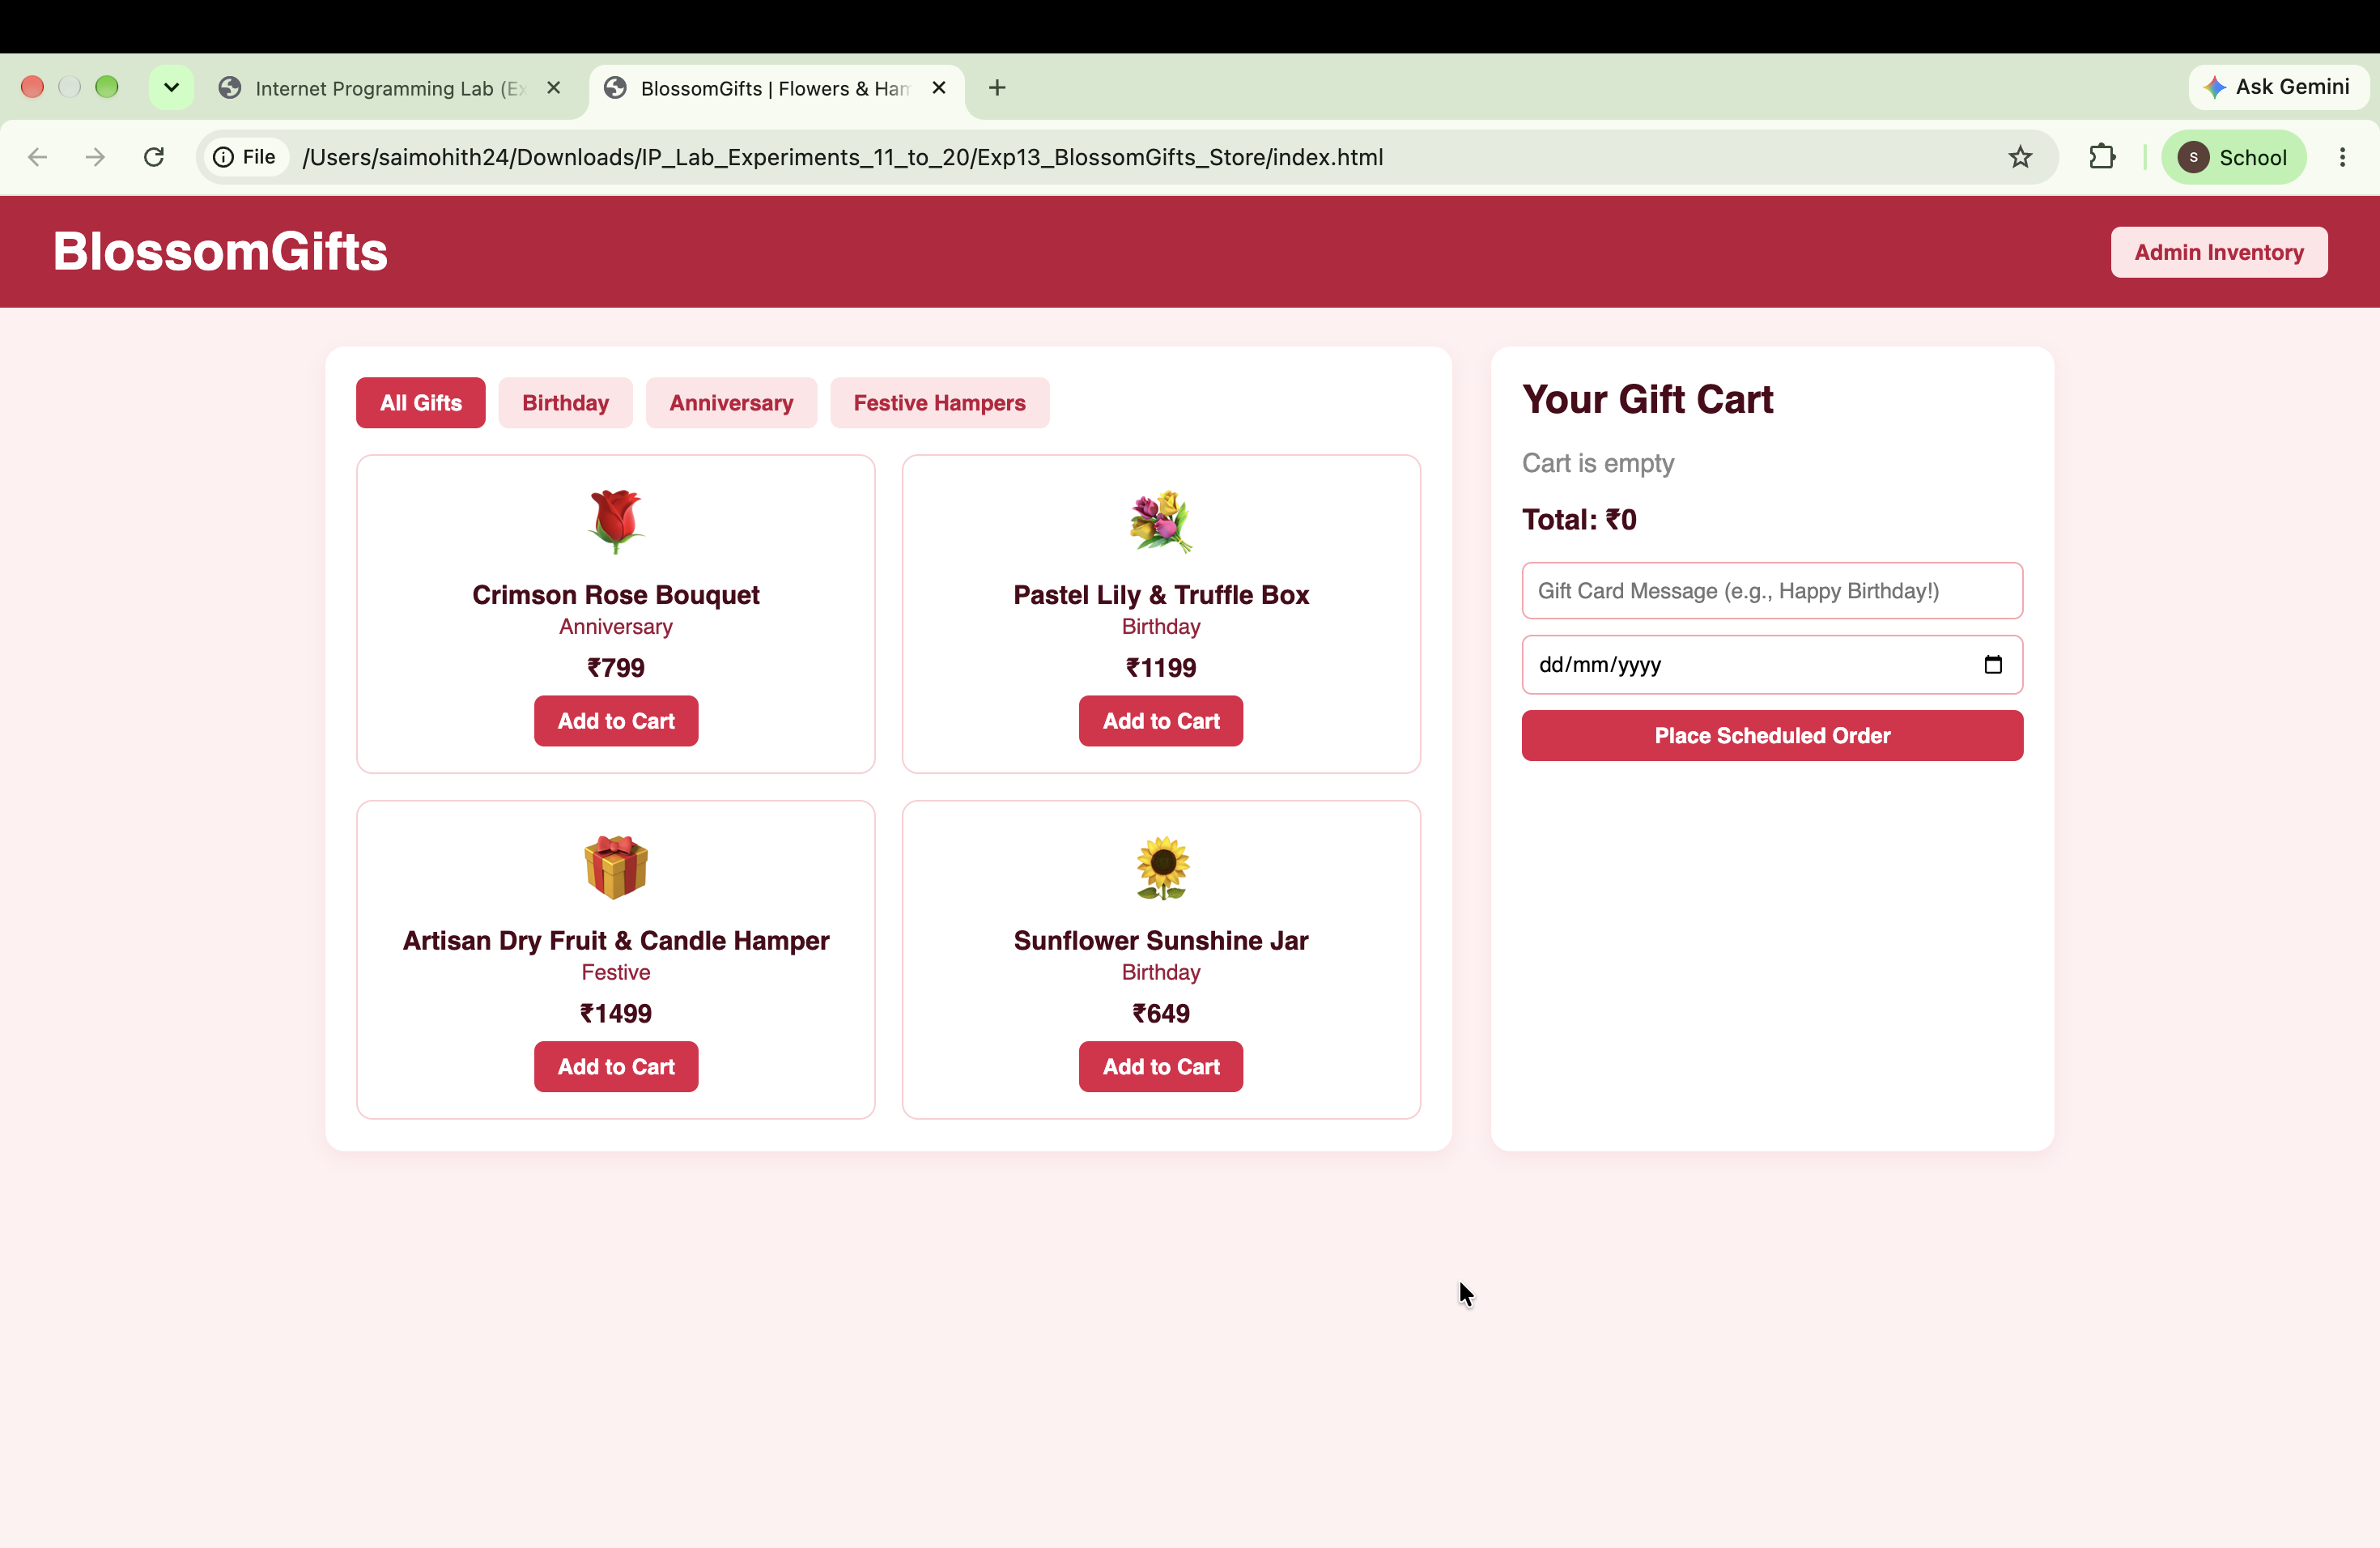 Internet Programming Lab (Ex
BlossomGifts | Flowers & Ham
Ask Gemini
File
/Users/saimohith24/Downloads/IP_Lab_Experiments_11_to_20/Exp13_BlossomGifts_Store/index.html
S
School
BlossomGifts
Admin Inventory
All Gifts
Birthday
Anniversary
Festive Hampers
Crimson Rose Bouquet
Anniversary
₹799
Add to Cart
Pastel Lily & Truffle Box
Birthday
₹1199
Add to Cart
Artisan Dry Fruit & Candle Hamper
Festive
₹1499
Add to Cart
Sunflower Sunshine Jar
Birthday
₹649
Add to Cart
Your Gift Cart
Cart is empty
Total: ₹0
Gift Card Message (e.g., Happy Birthday!)
dd/mm/yyyy
Place Scheduled Order